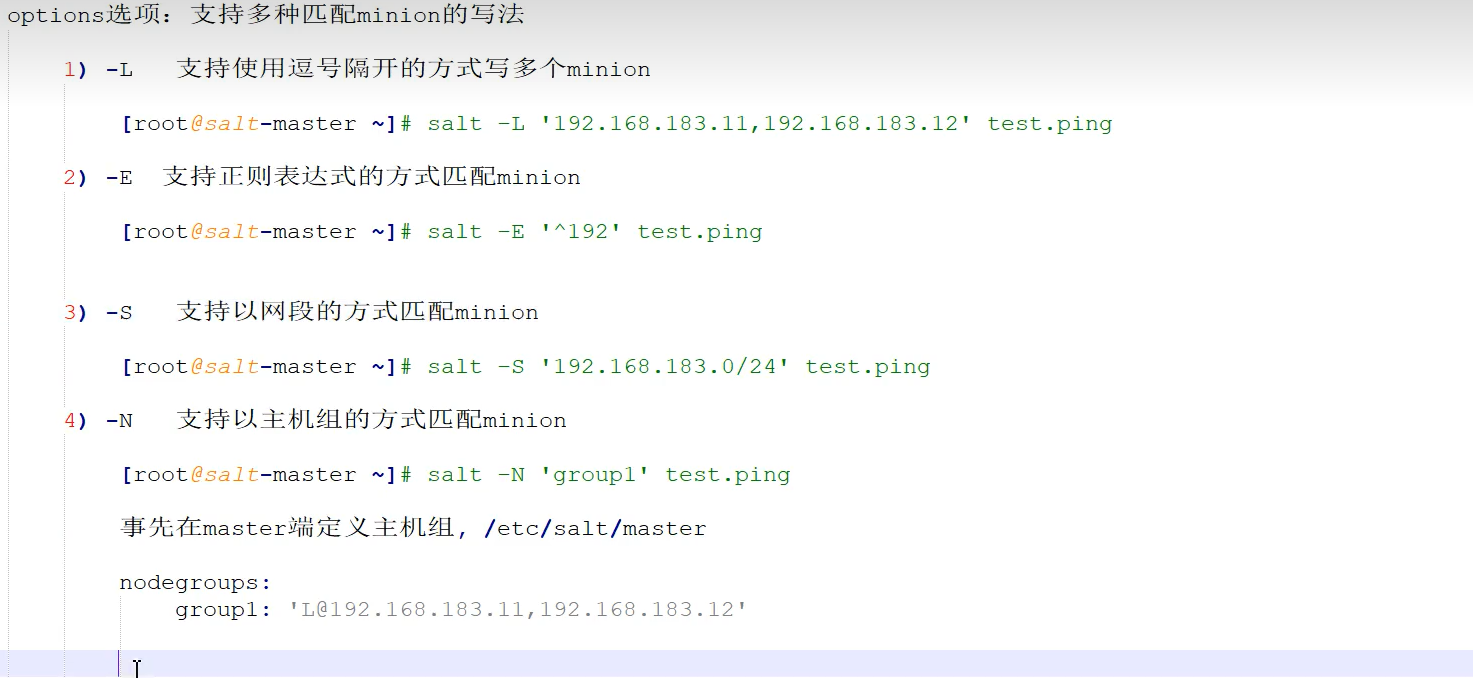 options选项：支持多种匹配minion的写法
1) -L 支持使用逗号隔开的方式写多个minion
[root@salt-master ~]# salt -L '192.168.183.11,192.168.183.12' test.ping
2) -E 支持正则表达式的方式匹配minion
[root@salt-master ~]# salt -E '^192' test.ping
3) -S 支持以网段的方式匹配minion
[root@salt-master ~]# salt -S '192.168.183.0/24' test.ping
4) -N 支持以主机组的方式匹配minion
[root@salt-master ~]# salt -N 'group1' test.ping
事先在master端定义主机组, /etc/salt/master
nodegroups:
group1: 'L@192.168.183.11,192.168.183.12'